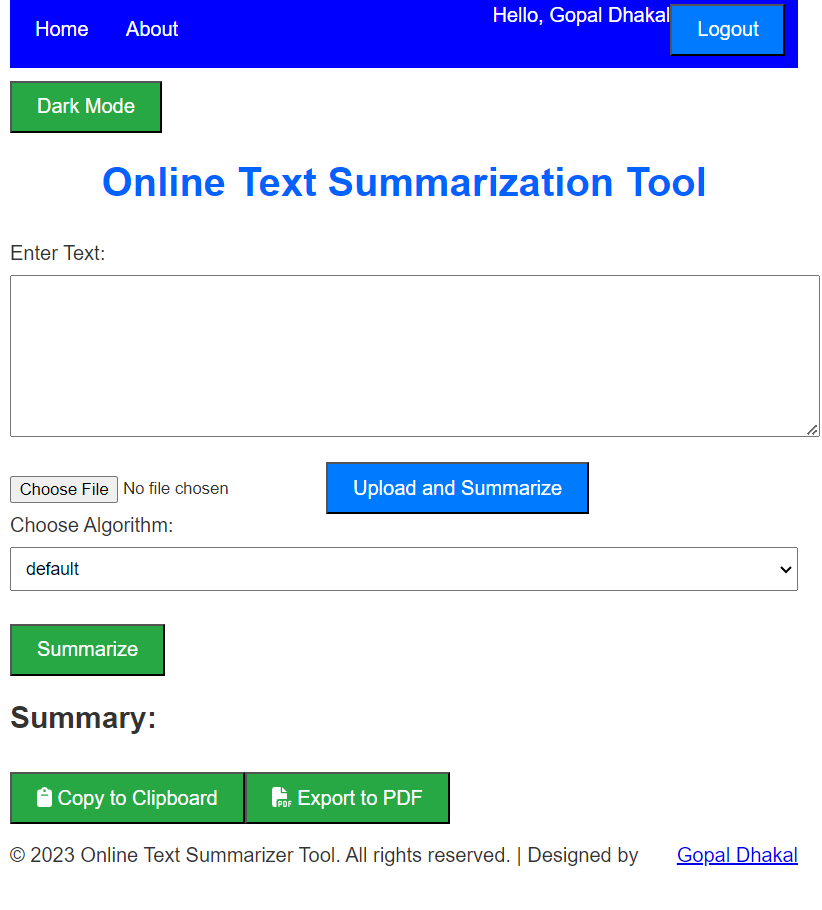 Home About Hello, Gopal Dhakal Logout
Dark Mode
Online Text Summarization Tool
Enter Text:
Choose File No file chosen Upload and Summarize
Choose Algorithm:
default
Summarize
Summary:
Copy to Clipboard Export to PDF
© 2023 Online Text Summarizer Tool. All rights reserved. | Designed by Gopal Dhakal